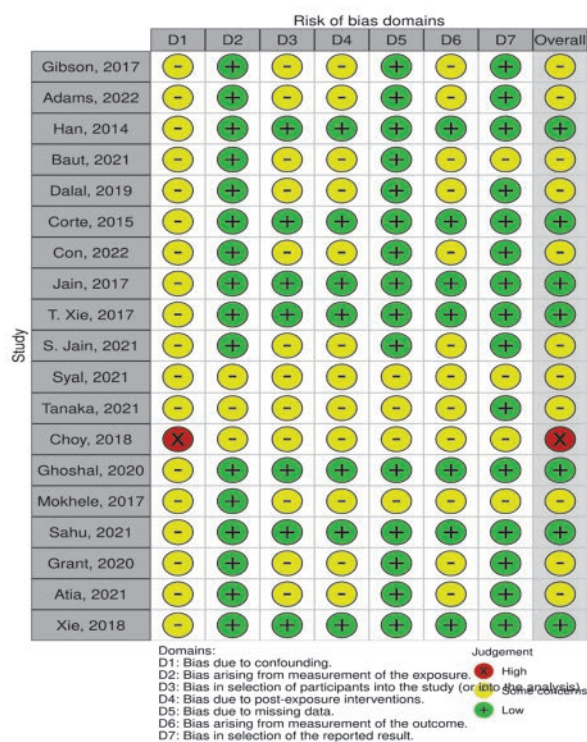 Risk of bias domains
D1 D2 D3 D4 D5 D6 D7 Overall
Study
Gibson, 2017 - + - - + - + -
Adams, 2022 - + - - + - + -
Han, 2014 - + + + + + + +
Baut, 2021 - + - - + - - -
Dalal, 2019 - + - - + - + -
Corte, 2015 - + + + + + + +
Con, 2022 - + - - + - + -
Jain, 2017 - + + + + + + +
T. Xie, 2017 - + + + + + + +
S. Jain, 2021 - + - - + - + -
Syal, 2021 - - - - - - - -
Tanaka, 2021 - - - - - - + -
Choy, 2018 X - - - - - - X
Ghoshal, 2020 - + + + + + + +
Mokhele, 2017 - + - - - - - -
Sahu, 2021 - + + + + + + +
Grant, 2020 - + - - + - + -
Atia, 2021 - + - - + - + -
Xie, 2018 - + + + + + + +
Domains:
D1: Bias due to confounding.
D2: Bias arising from measurement of the exposure.
D3: Bias in selection of participants into the study (or into the analysis)
D4: Bias due to post-exposure interventions.
D5: Bias due to missing data.
D6: Bias arising from measurement of the outcome.
D7: Bias in selection of the reported result.
Judgement
X High
- Some concerns
+ Low